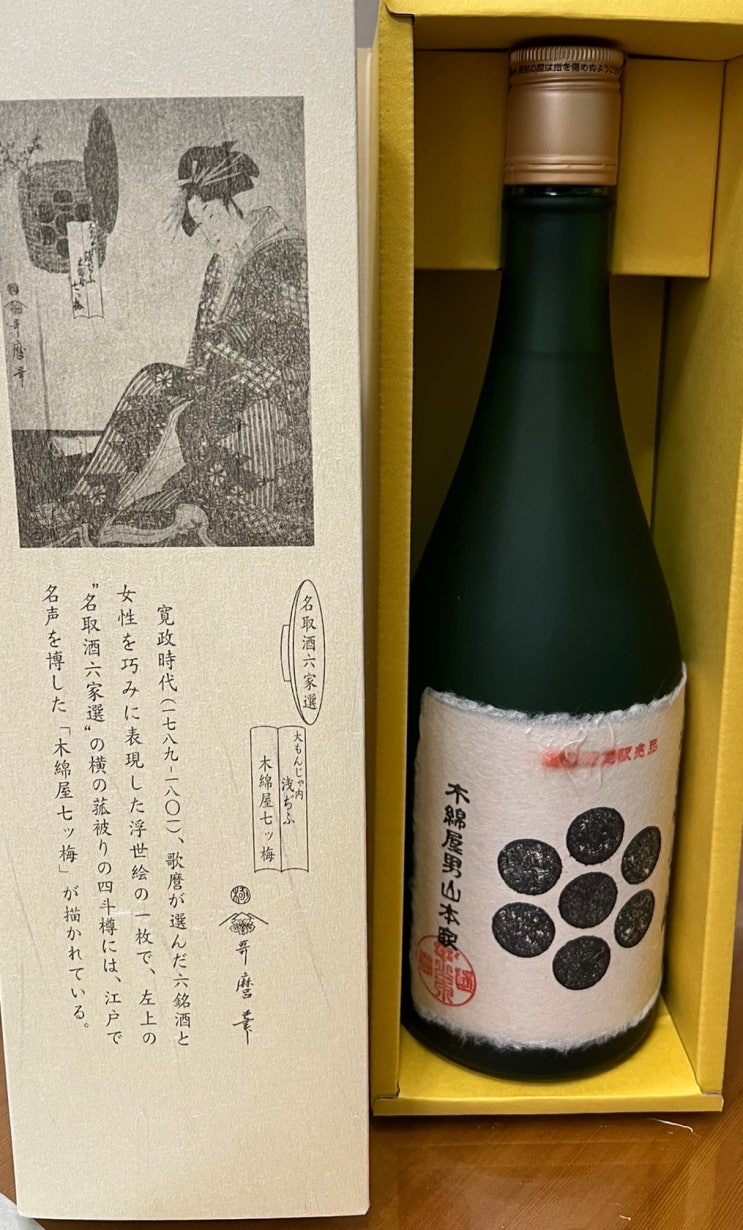 名取酒六家選
大もんじや内
浅ぢふ
木綿屋七ッ梅
哥麿筆
寛政時代(一七八九-一八〇一)、歌麿が選んだ六銘酒と
女性を巧みに表現した浮世絵の一枚で、左上の
"名取酒六家選"の横の菰被りの四斗樽には、江戸で
名声を博した「木綿屋七ッ梅」が描かれている。
哥麿筆
木綿屋男山本家